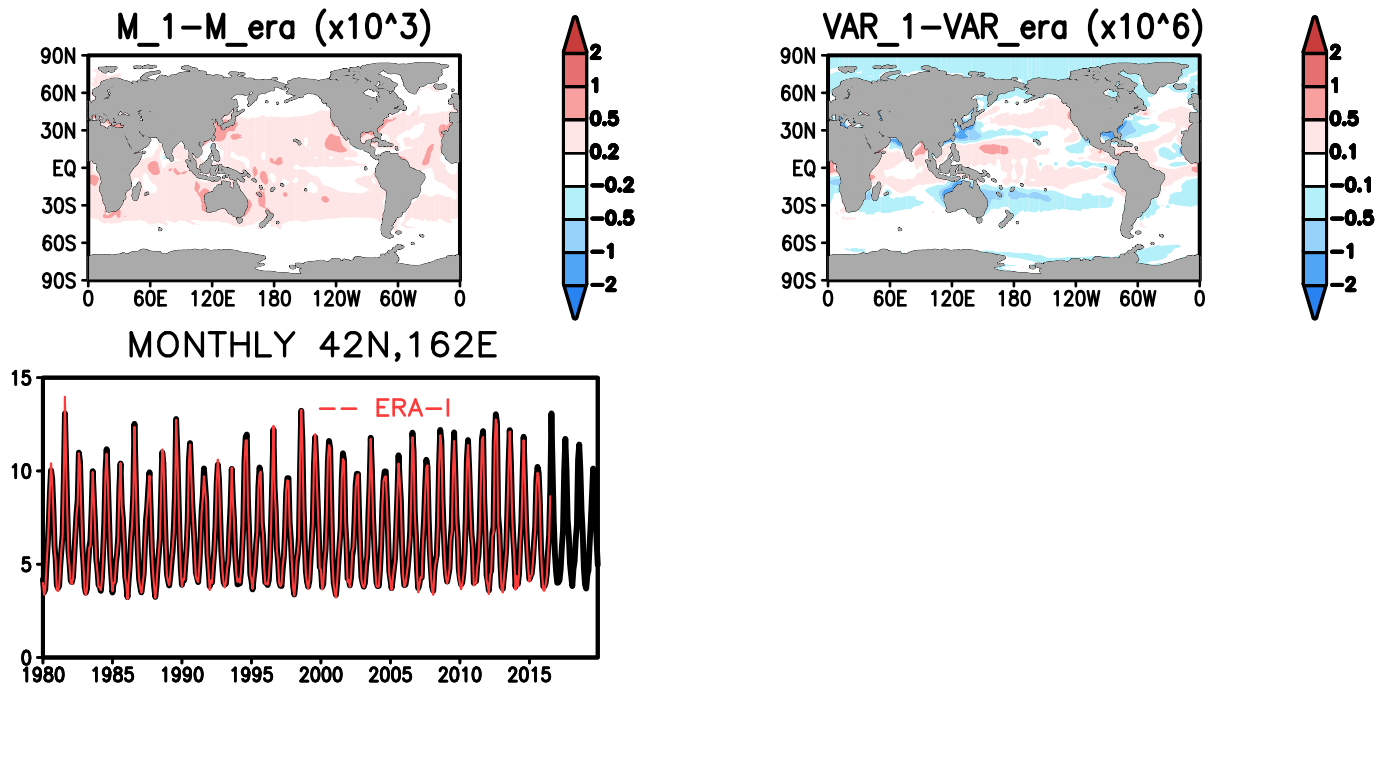 M_1-M_era (x10^3)
90N
60N
30N
EQ
30S
60S
90S
0 60E 120E 180 120W 60W 0
2
1
0.5
0.2
-0.2
-0.5
-1
-2
VAR_1-VAR_era (x10^6)
90N
60N
30N
EQ
30S
60S
90S
0 60E 120E 180 120W 60W 0
2
1
0.5
0.1
-0.1
-0.5
-1
-2
MONTHLY 42N,162E
15
10
5
0
-- ERA-I
1980 1985 1990 1995 2000 2005 2010 2015